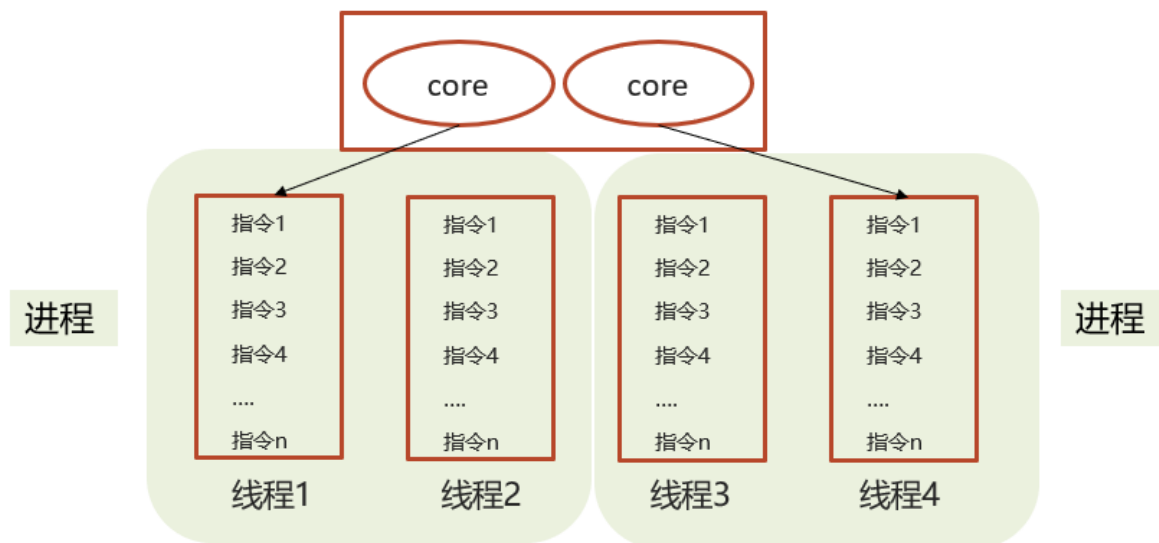 core
core
进程
指令1
指令2
指令3
指令4
....
指令n
线程1
指令1
指令2
指令3
指令4
....
指令n
线程2
指令1
指令2
指令3
指令4
....
指令n
线程3
指令1
指令2
指令3
指令4
....
指令n
线程4
进程